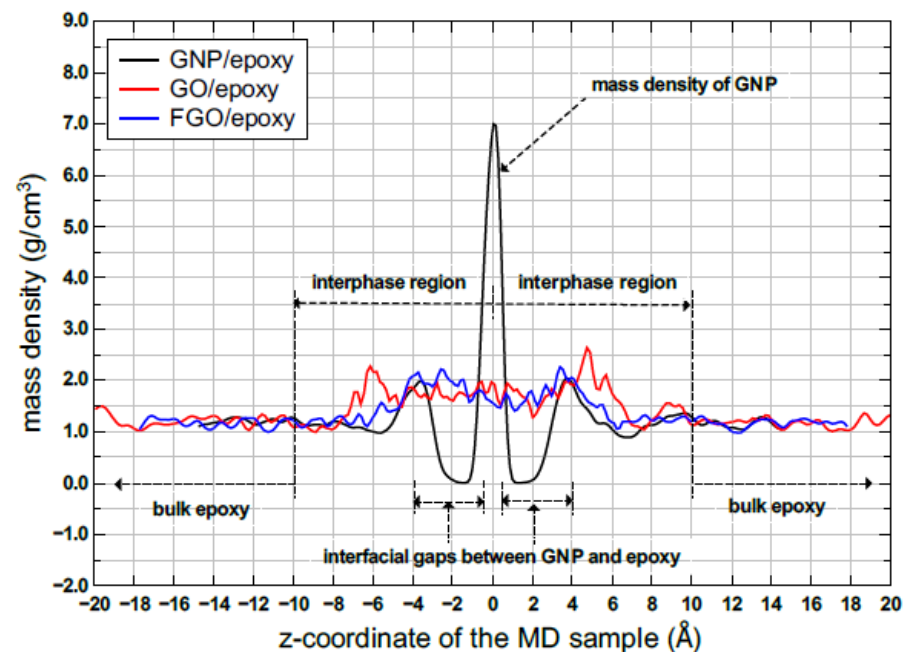 9.0
8.0
7.0
6.0
5.0
4.0
3.0
2.0
1.0
0.0
−1.0
−2.0
mass density (g/cm³)
GNP/epoxy
GO/epoxy
FGO/epoxy
mass density of GNP
interphase region
interphase region
bulk epoxy
bulk epoxy
interfacial gaps between GNP and epoxy
−20 −18 −16 −14 −12 −10 −8 −6 −4 −2 0 2 4 6 8 10 12 14 16 18 20
z-coordinate of the MD sample (Å)